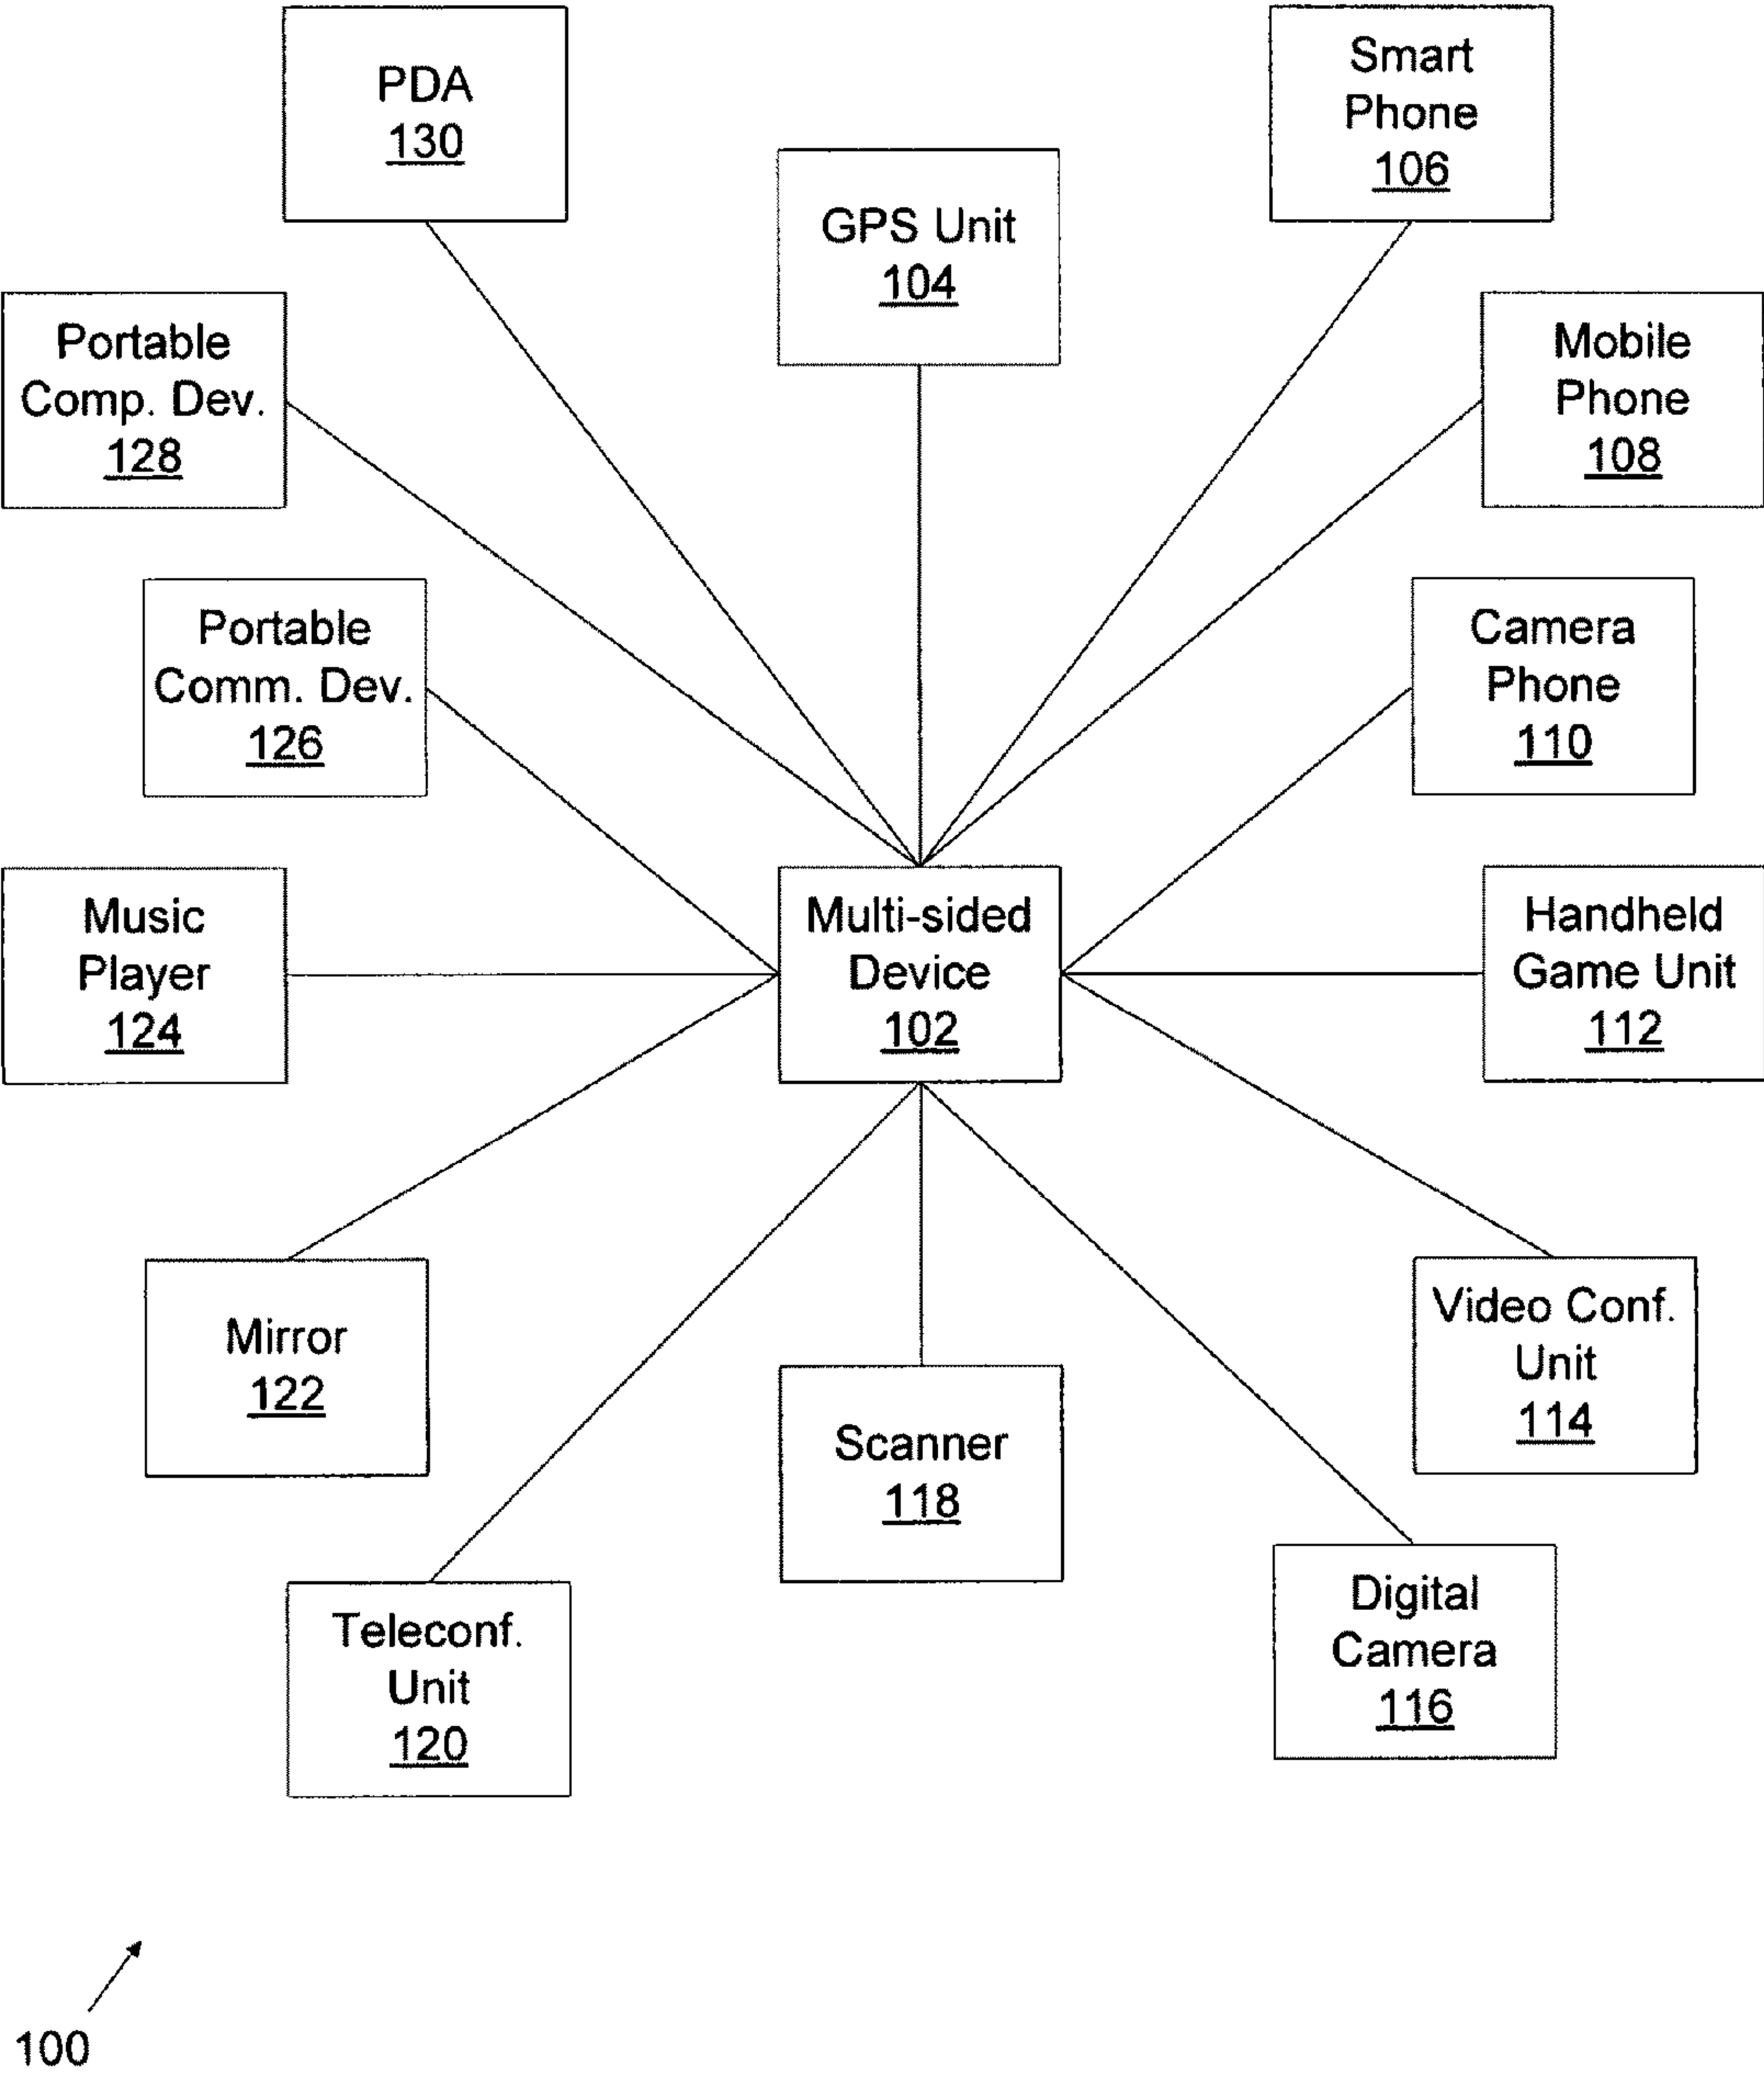 PDA
130
Smart
Phone
106
GPS Unit
104
Portable
Comp. Dev.
128
Mobile
Phone
108
Portable
Comm. Dev.
126
Camera
Phone
110
Music
Player
124
Multi-sided
Device
102
Handheld
Game Unit
112
Mirror
122
Video Conf.
Unit
114
Scanner
118
Teleconf.
Unit
120
Digital
Camera
116
100